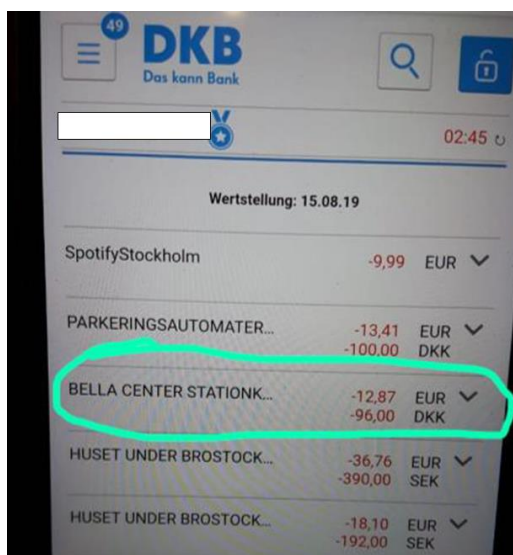 49
DKB
Das kann Bank
02:45
Wertstellung: 15.08.19
SpotifyStockholm -9,99 EUR
PARKERINGSAUTOMATER... -13,41 EUR
-100,00 DKK
BELLA CENTER STATIONK... -12,87 EUR
-96,00 DKK
HUSET UNDER BROSTOCK... -36,76 EUR
-390,00 SEK
HUSET UNDER BROSTOCK... -18,10 EUR
-192,00 SEK